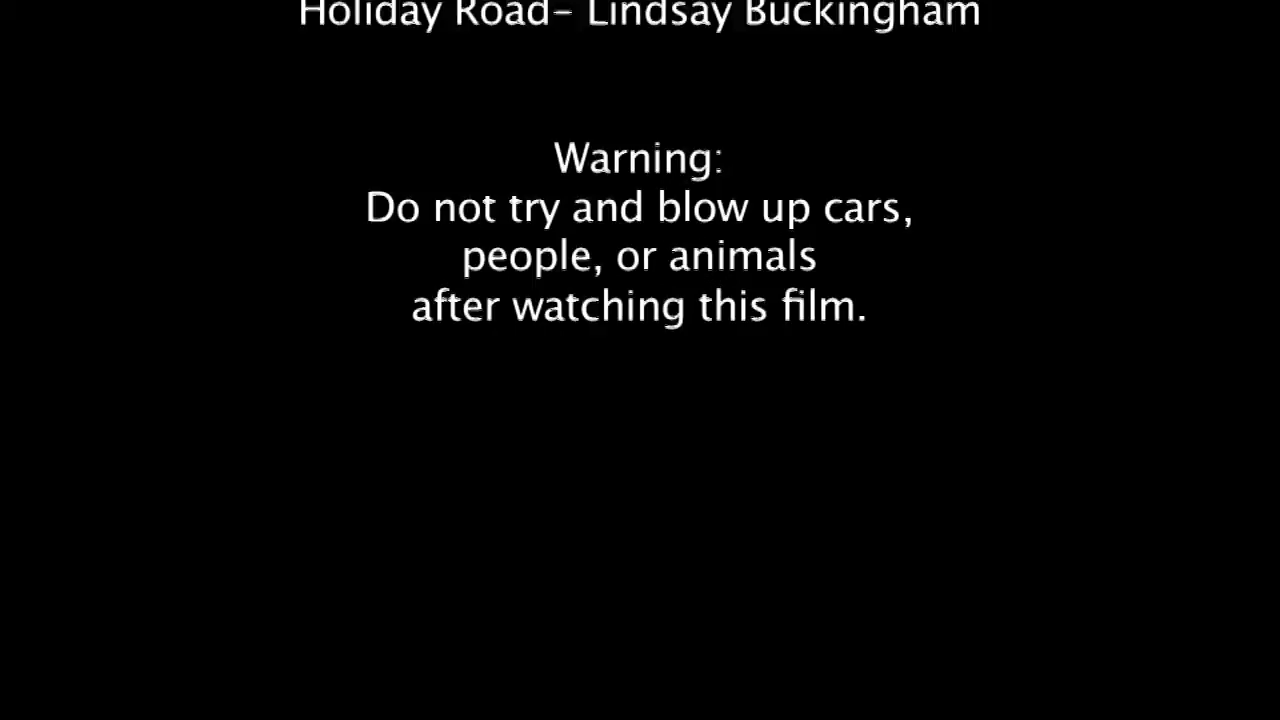 Holiday Road- Lindsay Buckingham
Warning:
Do not try and blow up cars,
people, or animals
after watching this film.